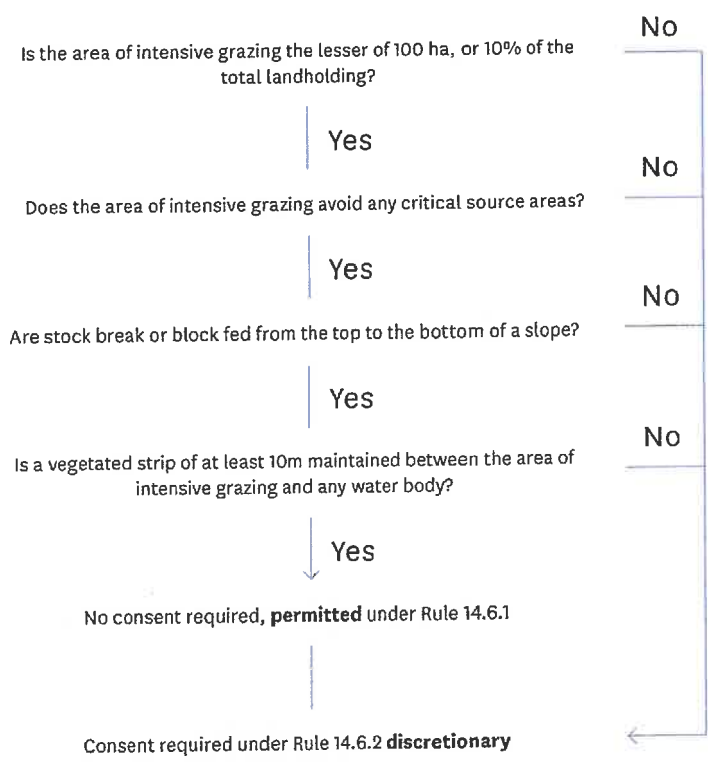 No
Is the area of intensive grazing the lesser of 100 ha, or 10% of the
total landholding?
Yes
No
Does the area of intensive grazing avoid any critical source areas?
Yes
No
Are stock break or block fed from the top to the bottom of a slope?
Yes
No
Is a vegetated strip of at least 10m maintained between the area of
intensive grazing and any water body?
Yes
No consent required, permitted under Rule 14.6.1
Consent required under Rule 14.6.2 discretionary